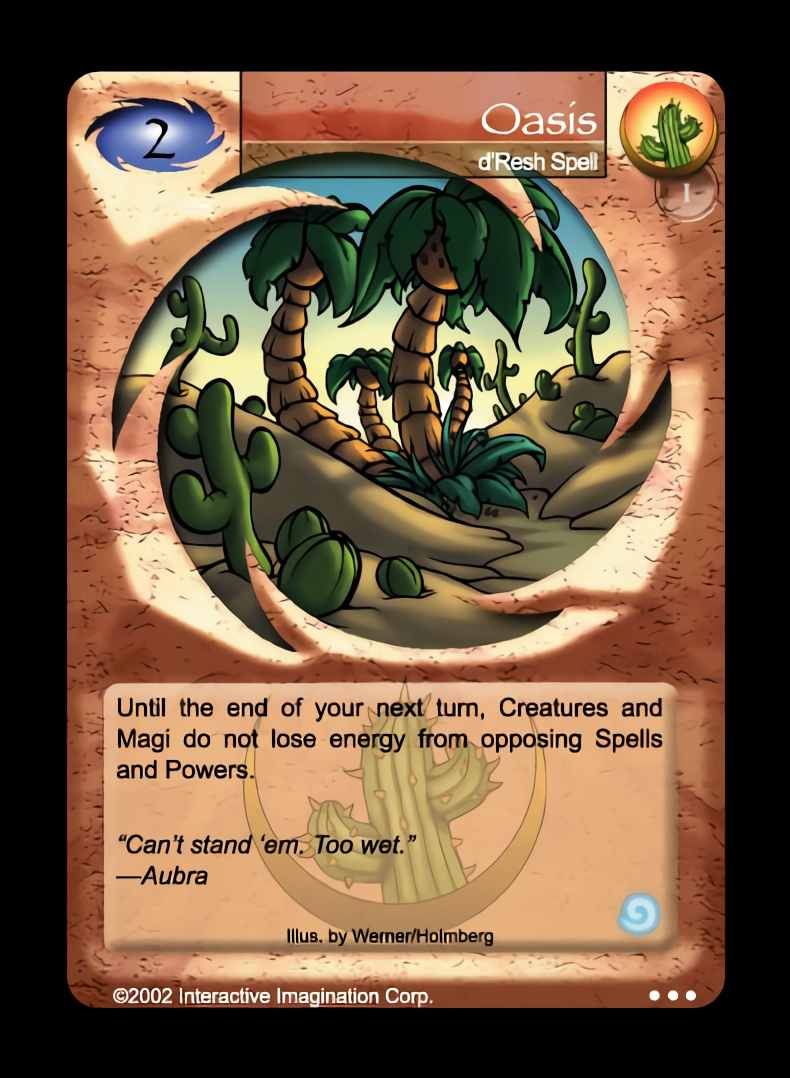 2
Oasis
d'Resh Spell
1
Until the end of your next turn, Creatures and
Magi do not lose energy from opposing Spells
and Powers.
“Can’t stand ‘em. Too wet.”
—Aubra
Illus. by Werner/Holmberg
©2002 Interactive Imagination Corp.